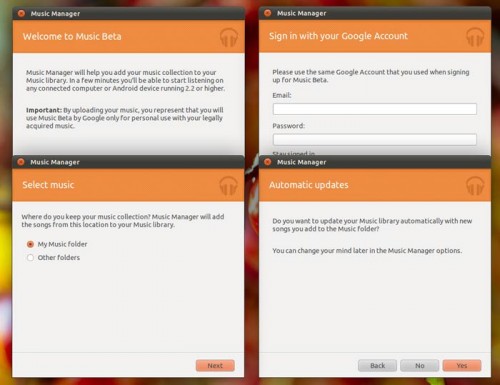 Music Manager
Welcome to Music Beta
Music Manager will help you add your music collection to your
Music library. In a few minutes you'll be able to start listening on
any connected computer or Android device running 2.2 or higher.
Important: By uploading your music, you represent that you will
use Music Beta by Google only for personal use with your legally
acquired music.
Music Manager
Sign in with your Google Account
Please use the same Google Account that you used when signing
up for Music Beta.
Email:
Password:
Stay signed in
Music Manager
Select music
Where do you keep your music collection? Music Manager will add
the songs from this location to your Music library.
My Music folder
Other folders
Next
Music Manager
Automatic updates
Do you want to update your Music library automatically with new
songs you add to the Music folder?
You can change your mind later in the Music Manager options.
Back No Yes